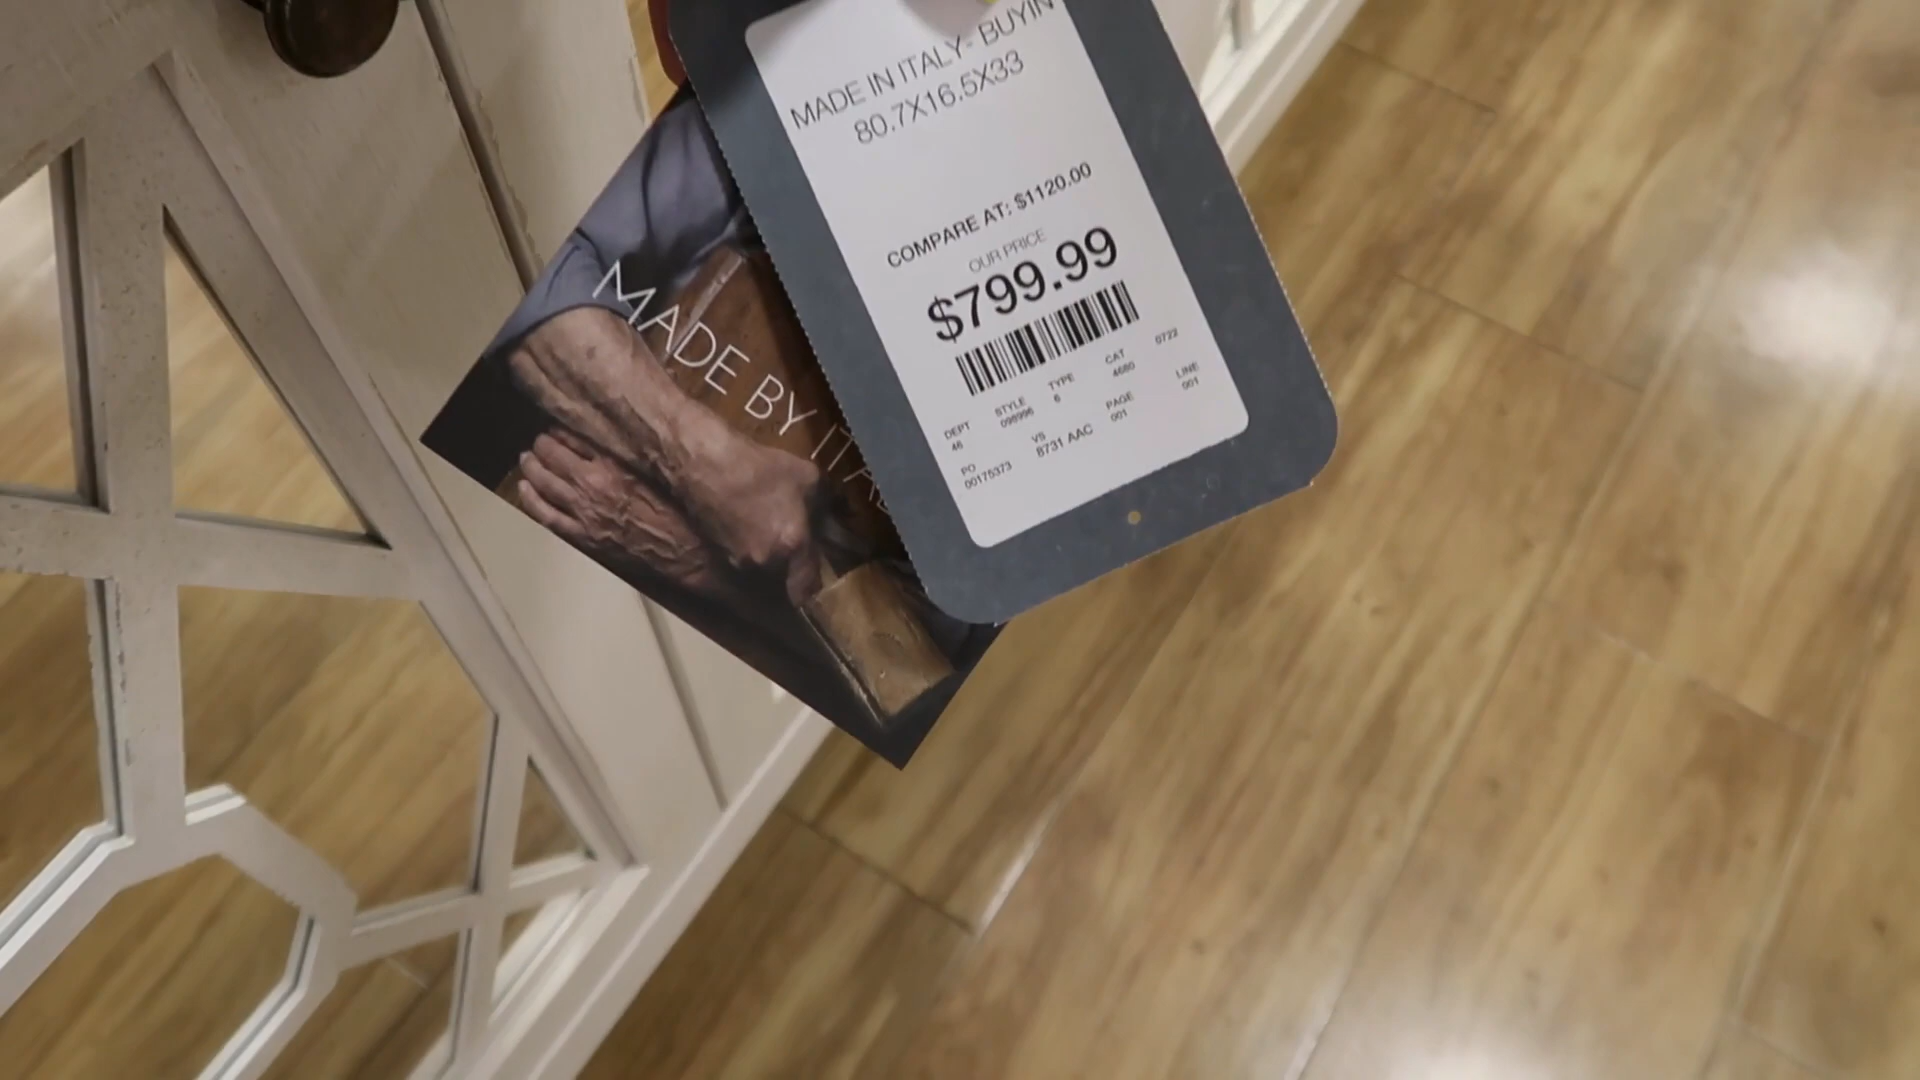 MADE IN ITALY- BUYIN
80.7X16.5X33
COMPARE AT: $1120.00
OUR PRICE
$799.99
DEPT STYLE TYPE CAT 0722
46 098996 6 4680
PO VS PAGE LINE
00175373 8731 AAC 001 001
MADE BY ITAL